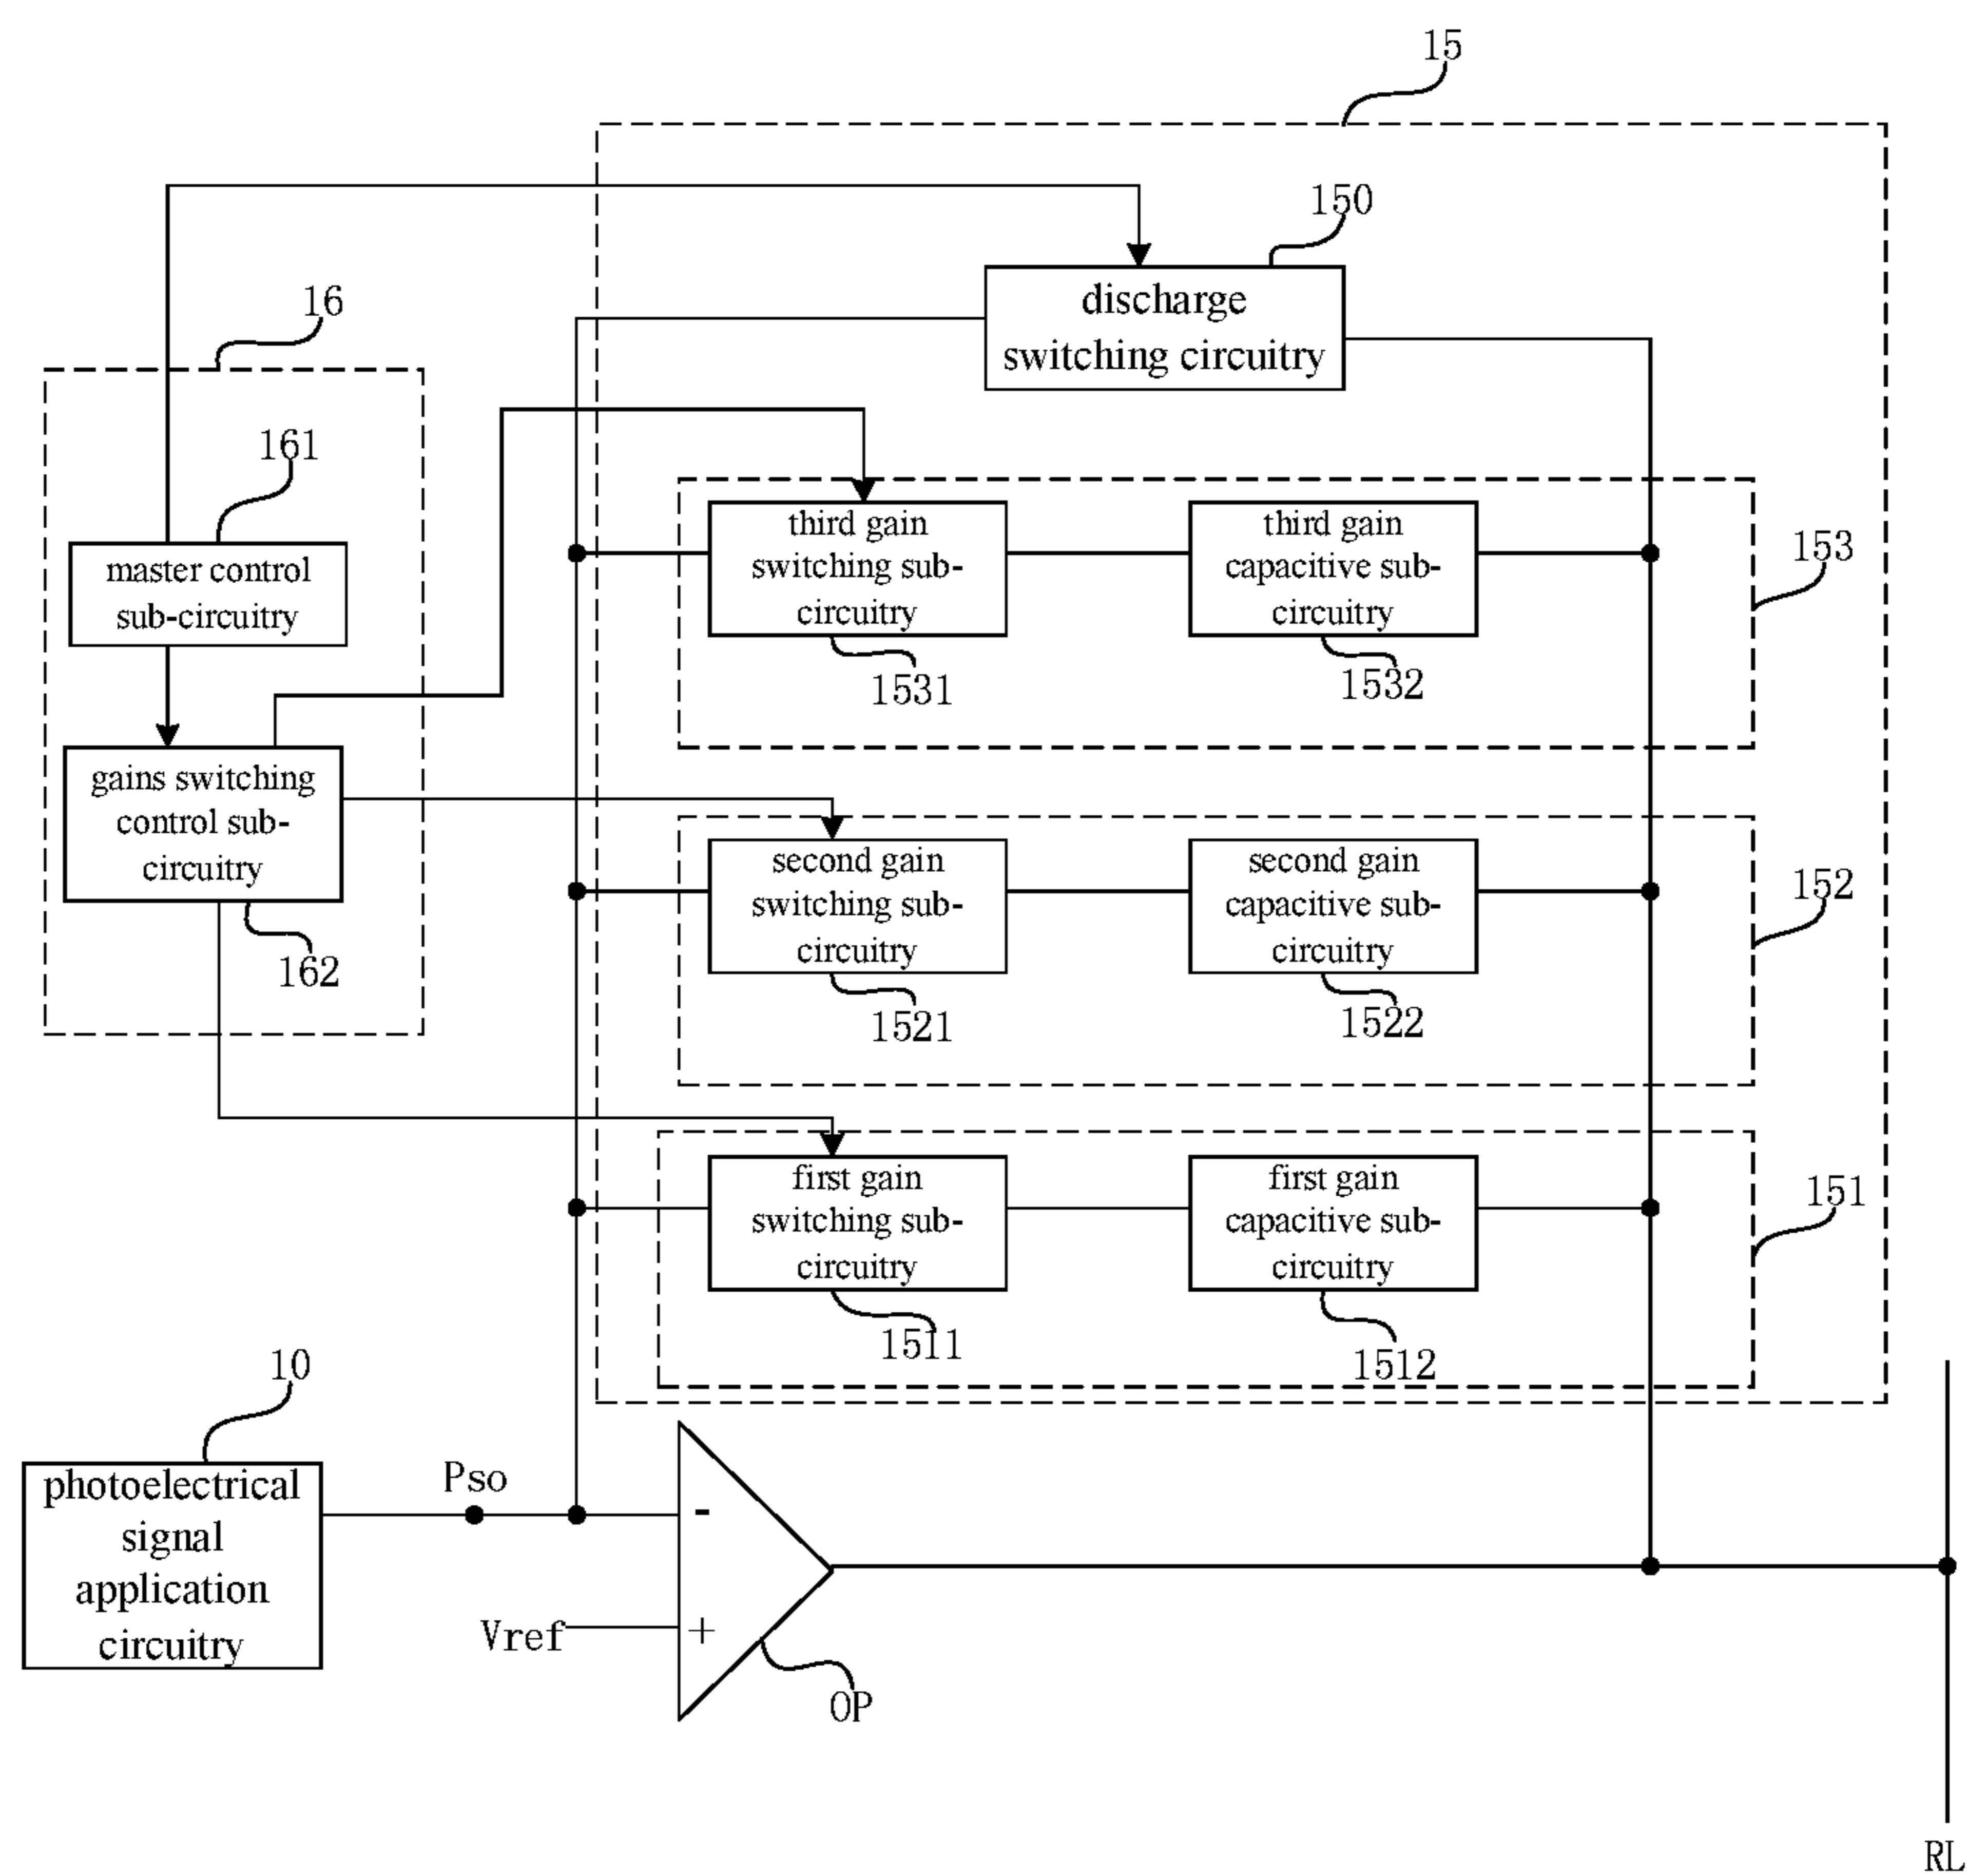 15
150
discharge
switching circuitry
16
161
master control
sub-circuitry
third gain
switching sub-
circuitry
1531
third gain
capacitive sub-
circuitry
1532
153
gains switching
control sub-
circuitry
162
second gain
switching sub-
circuitry
1521
second gain
capacitive sub-
circuitry
1522
152
first gain
switching sub-
circuitry
1511
first gain
capacitive sub-
circuitry
1512
151
10
photoelectrical
signal
application
circuitry
Pso
-
Vref
+
OP
RL